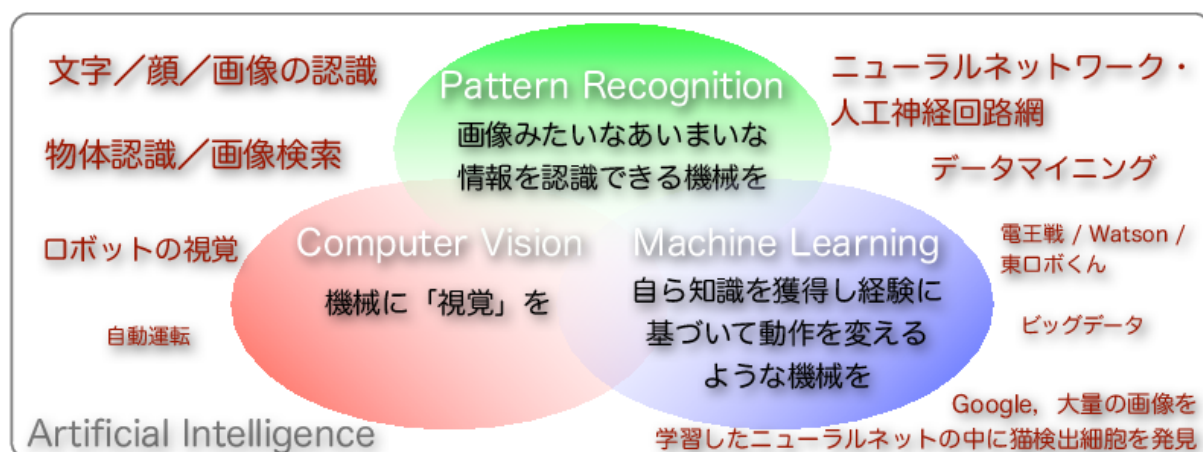 文字／顔／画像の認識
物体認識／画像検索
ロボットの視覚
自動運転
Pattern Recognition
画像みたいなあいまいな
情報を認識できる機械を
Computer Vision
機械に「視覚」を
Machine Learning
自ら知識を獲得し経験に
基づいて動作を変える
ような機械を
ニューラルネットワーク・
人工神経回路網
データマイニング
電王戦 / Watson /
東ロボくん
ビッグデータ
Google，大量の画像を
学習したニューラルネットの中に猫検出細胞を発見
Artificial Intelligence